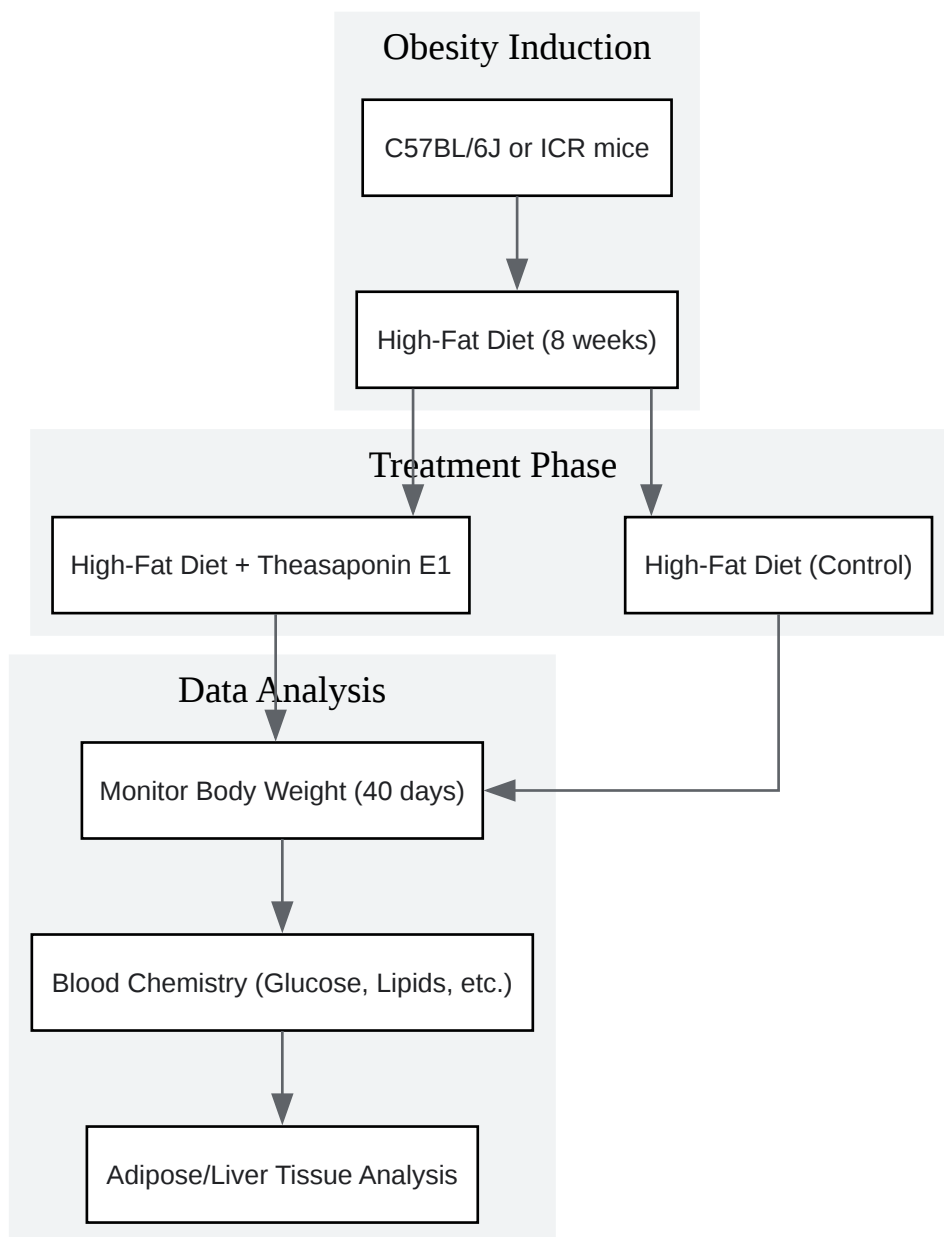 Obesity Induction
C57BL/6J or ICR mice
High-Fat Diet (8 weeks)
Treatment Phase
High-Fat Diet + Theasaponin E1
High-Fat Diet (Control)
Data Analysis
Monitor Body Weight (40 days)
Blood Chemistry (Glucose, Lipids, etc.)
Adipose/Liver Tissue Analysis